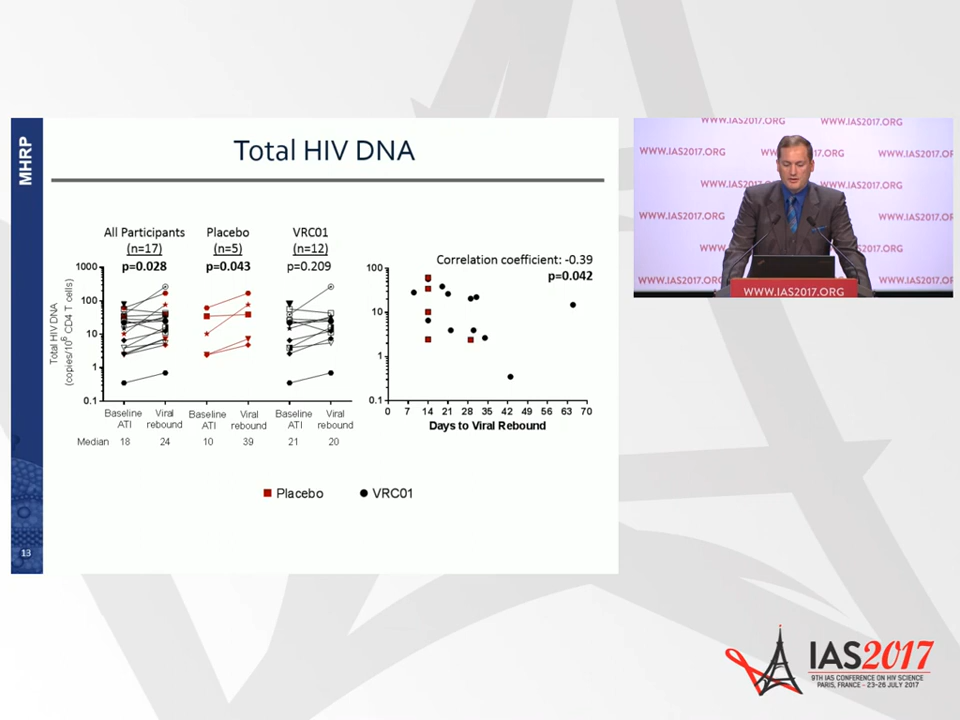 MHRP
Total HIV DNA
All Participants
(n=17)
p=0.028
Placebo
(n=5)
p=0.043
VRC01
(n=12)
p=0.209
Total HIV DNA
(copies/10⁶ CD4 T cells)
1000
100
10
1
0.1
Baseline ATI
Viral rebound
Baseline ATI
Viral rebound
Baseline ATI
Viral rebound
Median 18 24 10 39 21 20
Correlation coefficient: -0.39
p=0.042
100
10
1
0.1
0 7 14 21 28 35 42 49 56 63 70
Days to Viral Rebound
Placebo VRC01
13
WWW.IAS2017.ORG WWW.IAS2017.ORG
WWW.IAS2017.ORG
WWW.IAS2017.ORG
WWW.IAS2017.ORG
IAS2017
9TH IAS CONFERENCE ON HIV SCIENCE
PARIS, FRANCE - 23-26 JULY 2017